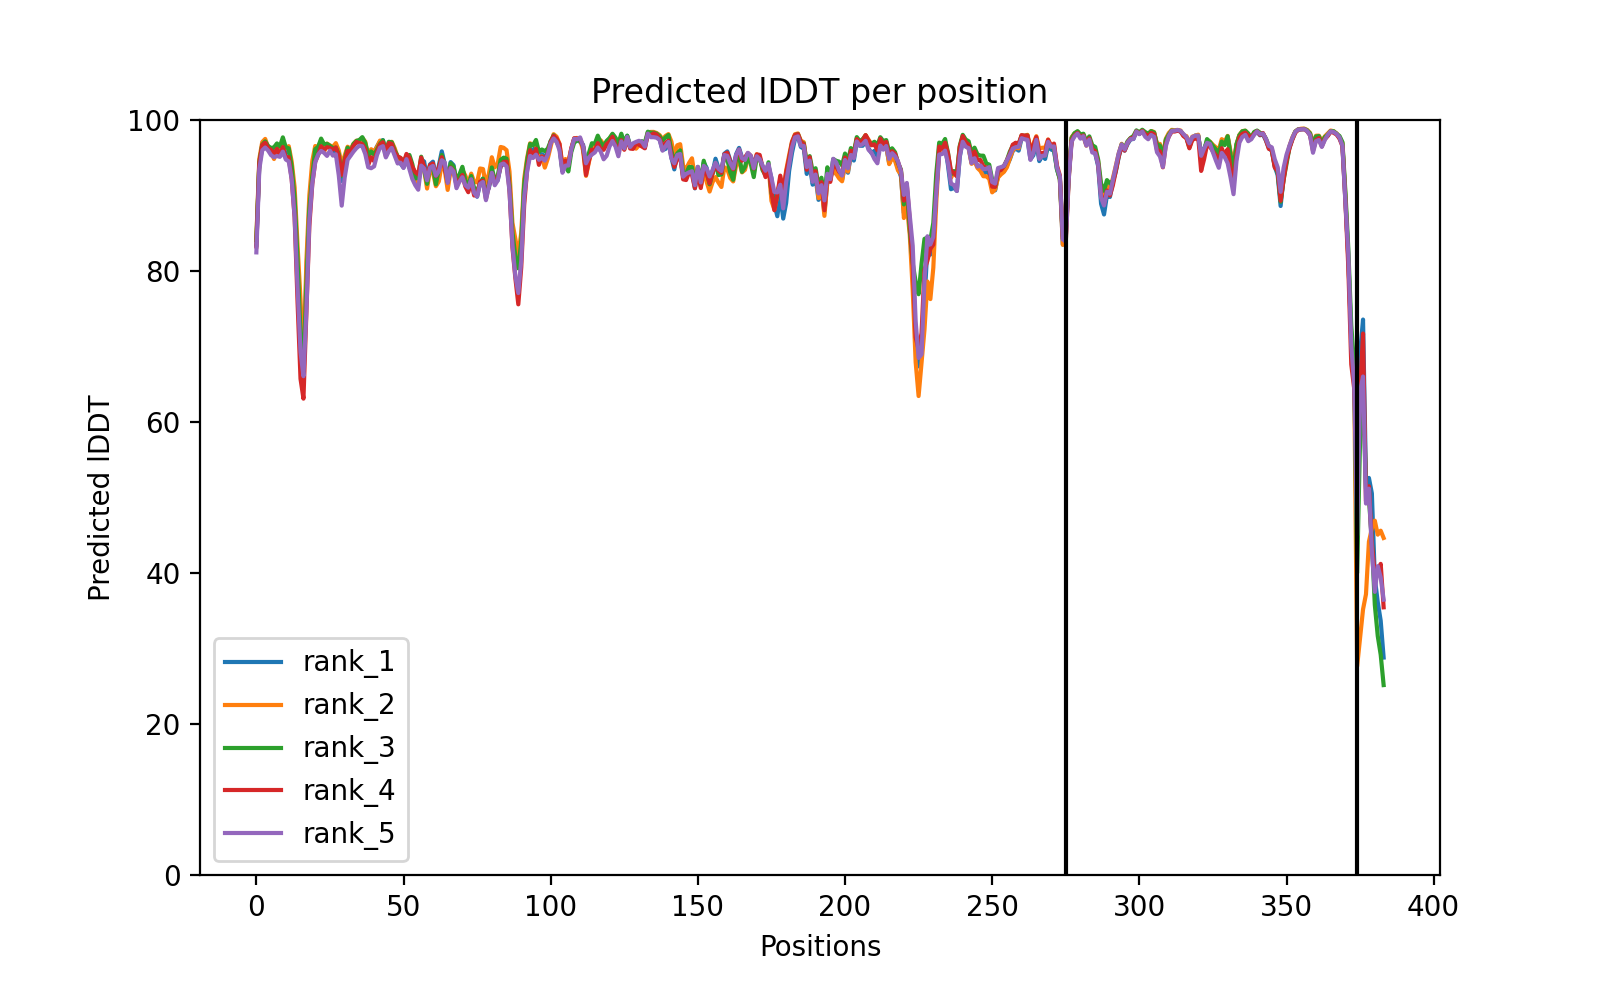 Predicted lDDT per position
100
80
60
40
20
0
Predicted lDDT
rank_1
rank_2
rank_3
rank_4
rank_5
0 50 100 150 200 250 300 350 400
Positions